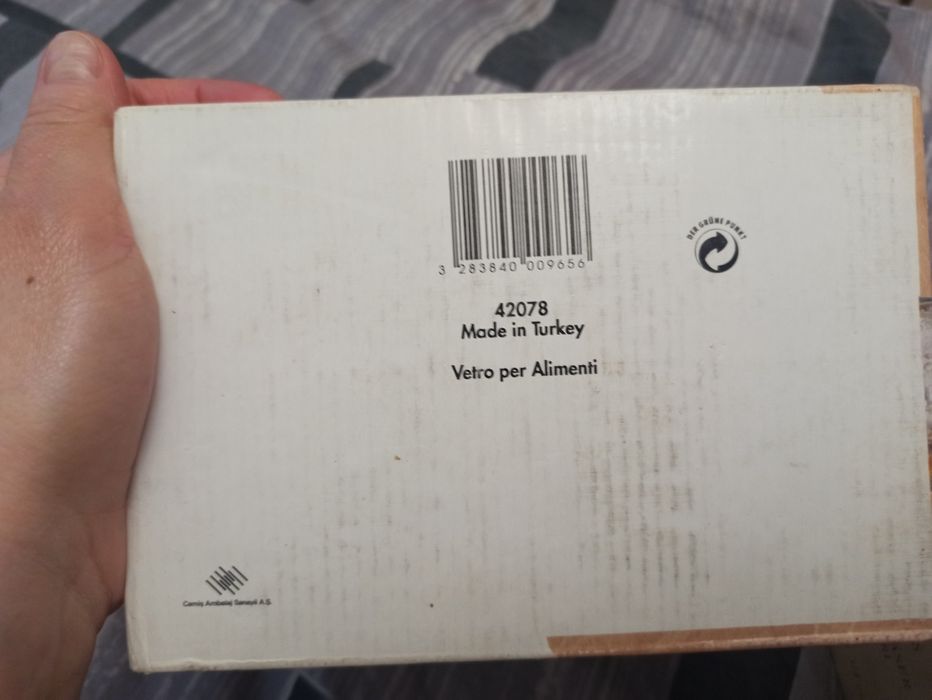 3 283840 009656
DER GRÜNE PUNKT
42078
Made in Turkey
Vetro per Alimenti
Camiş Ambalaj Sanayii A.Ş.